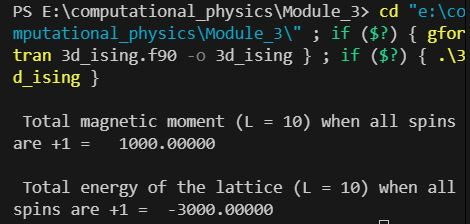 PS E:\computational_physics\Module_3> cd "e:\co
mputational_physics\Module_3\" ; if ($?) { gfor
tran 3d_ising.f90 -o 3d_ising } ; if ($?) { .\3
d_ising }
Total magnetic moment (L = 10) when all spins
are +1 =   1000.00000
Total energy of the lattice (L = 10) when all
spins are +1 =  -3000.00000